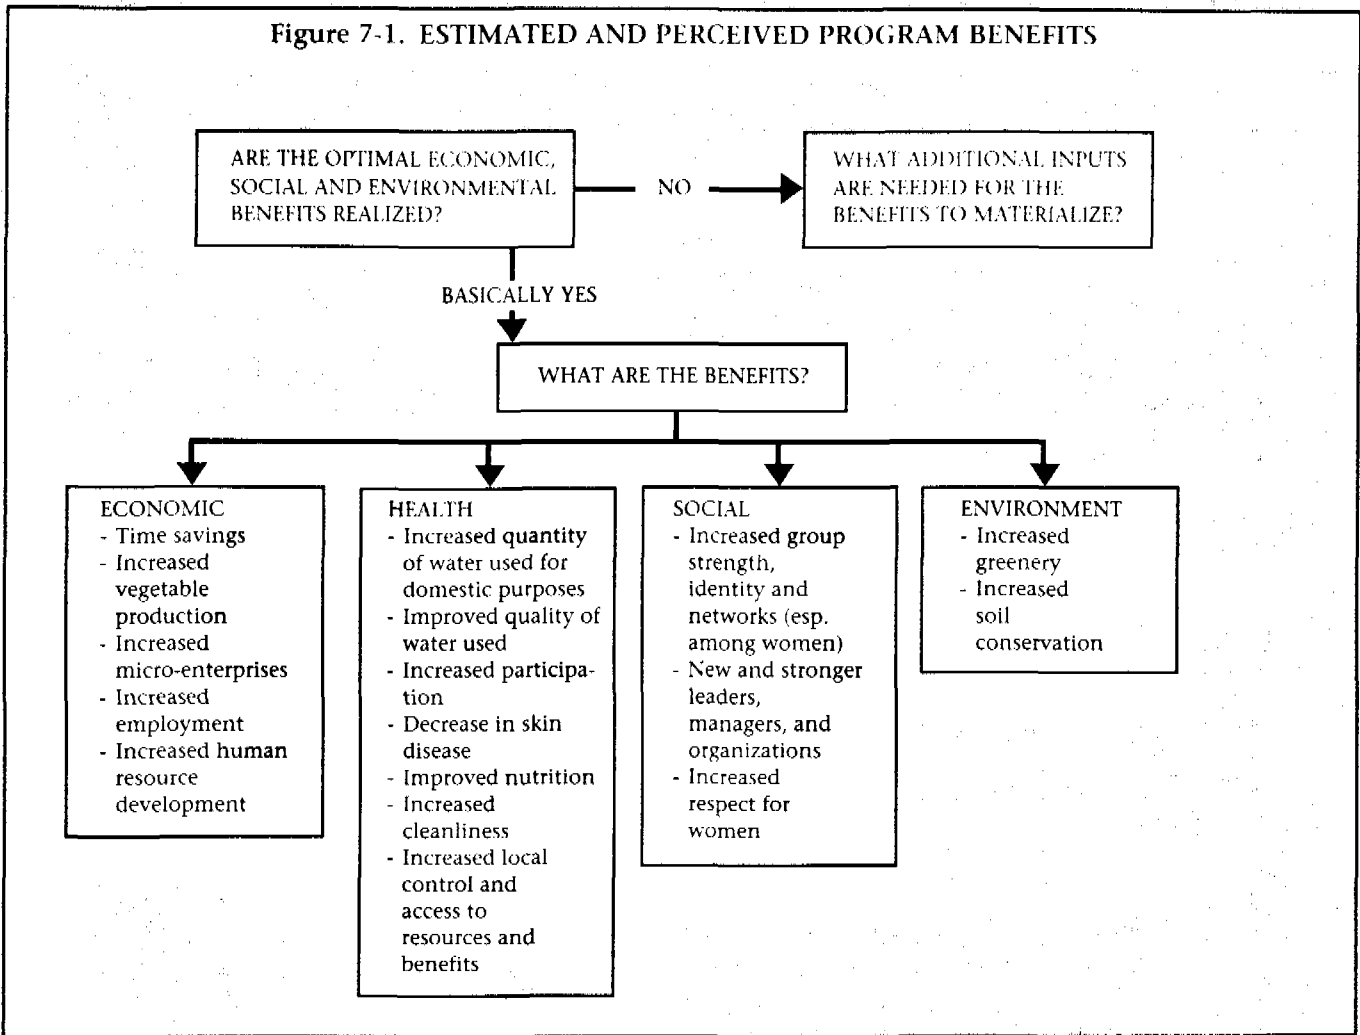 Figure 7-1. ESTIMATED AND PERCEIVED PROGRAM BENEFITS
ARE THE OPTIMAL ECONOMIC,
SOCIAL AND ENVIRONMENTAL
BENEFITS REALIZED?
NO
WHAT ADDITIONAL INPUTS
ARE NEEDED FOR THE
BENEFITS TO MATERIALIZE?
BASICALLY YES
WHAT ARE THE BENEFITS?
ECONOMIC
- Time savings
- Increased
vegetable
production
- Increased
micro-enterprises
- Increased
employment
- Increased human
resource
development
HEALTH
- Increased quantity
of water used for
domestic purposes
- Improved quality of
water used
- Increased participa-
tion
- Decrease in skin
disease
- Improved nutrition
- Increased
cleanliness
- Increased local
control and
access to
resources and
benefits
SOCIAL
- Increased group
strength,
identity and
networks (esp.
among women)
- New and stronger
leaders,
managers, and
organizations
- Increased
respect for
women
ENVIRONMENT
- Increased
greenery
- Increased
soil
conservation